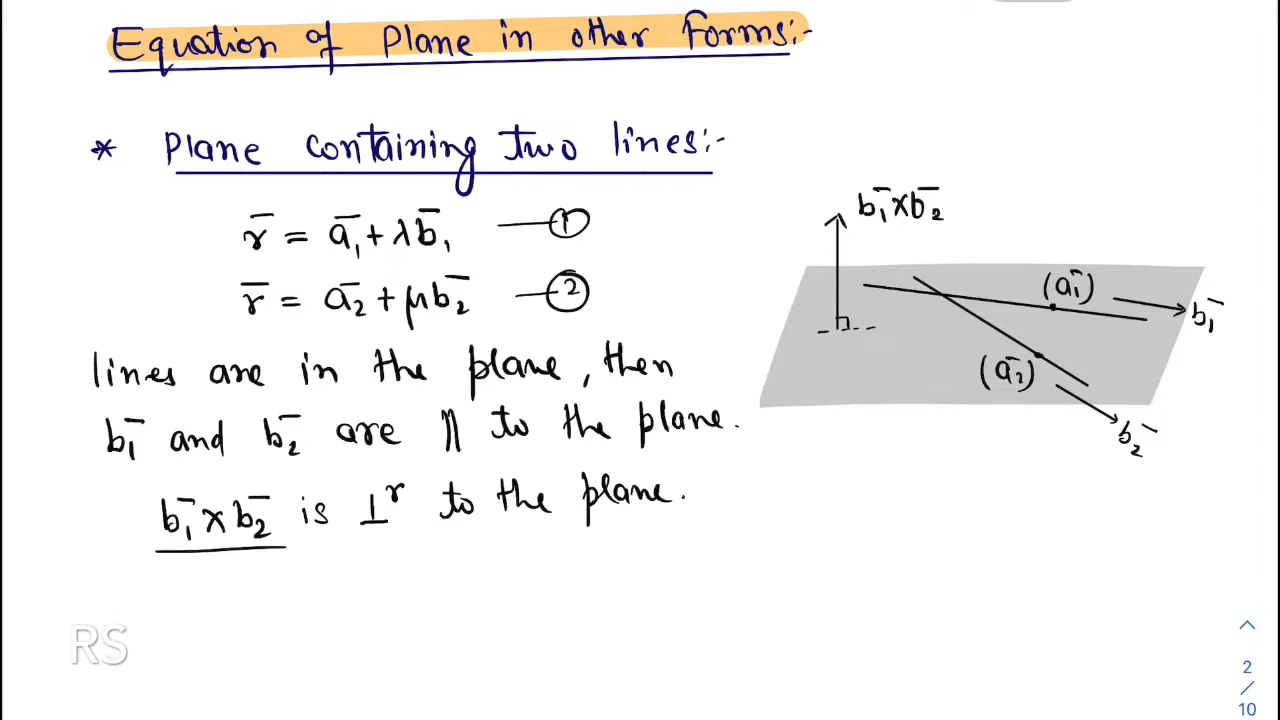 Equation of Plane in other Forms:-
* Plane containing two lines:-
r̄ = ā₁ + λb̄₁ —①
r̄ = ā₂ + μb̄₂ —②
lines are in the plane, then
b̄₁ and b̄₂ are || to the plane.
b̄₁ × b̄₂ is ⊥ʳ to the plane.
b̄₁ × b̄₂
(ā₁)
b̄₁
(ā₂)
b̄₂
RS
2
/
10